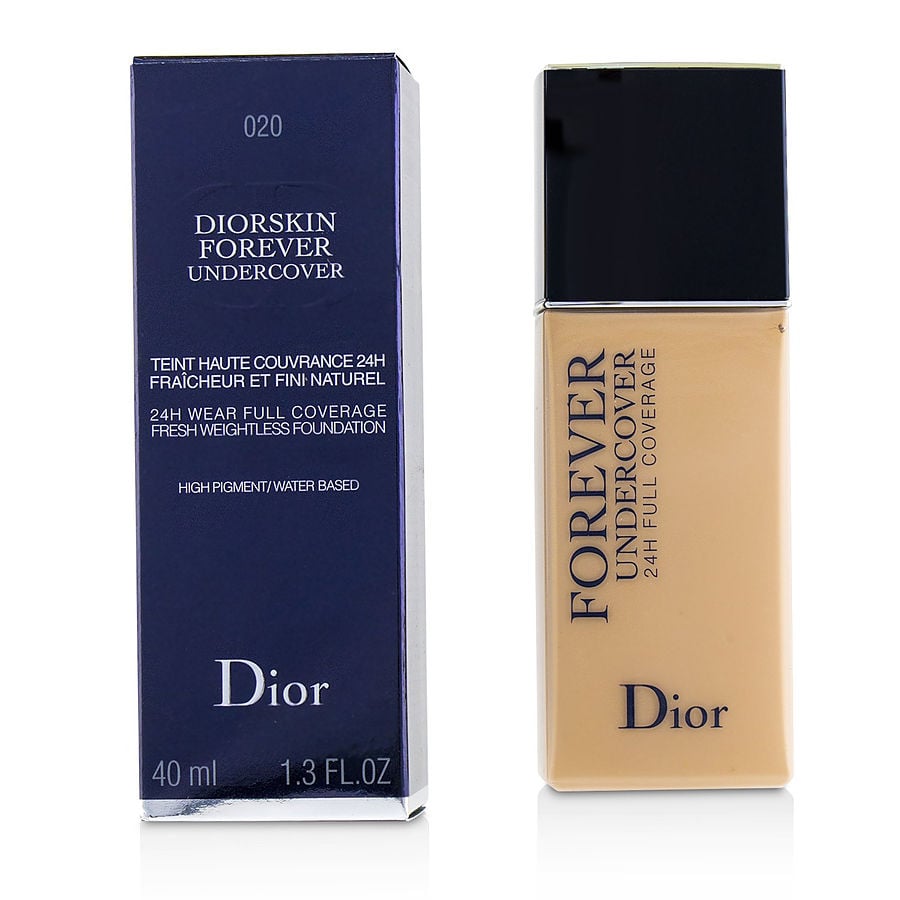 020
DIORSKIN
FOREVER
UNDERCOVER
TEINT HAUTE COUVRANCE 24H
FRAÎCHEUR ET FINI NATUREL
24H WEAR FULL COVERAGE
FRESH WEIGHTLESS FOUNDATION
HIGH PIGMENT/WATER BASED
Dior
40 ml 1.3 FL.OZ
FOREVER
UNDERCOVER
24H FULL COVERAGE
Dior